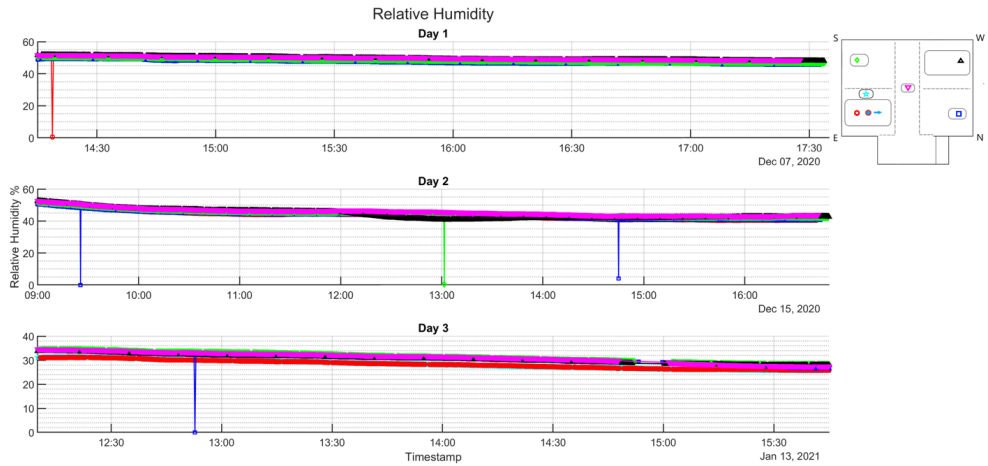 Relative Humidity
Day 1
60
40
20
0
14:30 15:00 15:30 16:00 16:30 17:00 17:30
Dec 07, 2020
S W
E N
Day 2
Relative Humidity %
60
40
20
0
09:00 10:00 11:00 12:00 13:00 14:00 15:00 16:00
Dec 15, 2020
Day 3
40
30
20
10
0
12:30 13:00 13:30 14:00 14:30 15:00 15:30
Timestamp
Jan 13, 2021